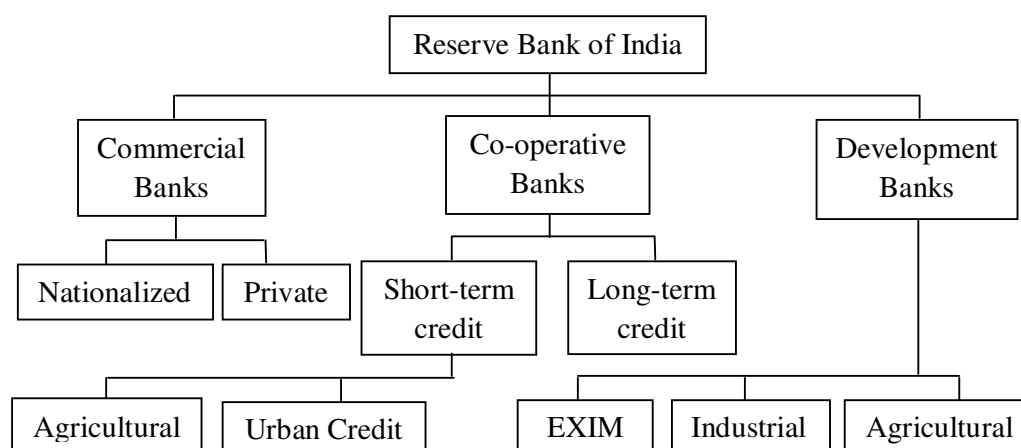 Reserve Bank of India
Commercial
Banks
Co-operative
Banks
Development
Banks
Nationalized
Private
Short-term
credit
Long-term
credit
Agricultural
Urban Credit
EXIM
Industrial
Agricultural